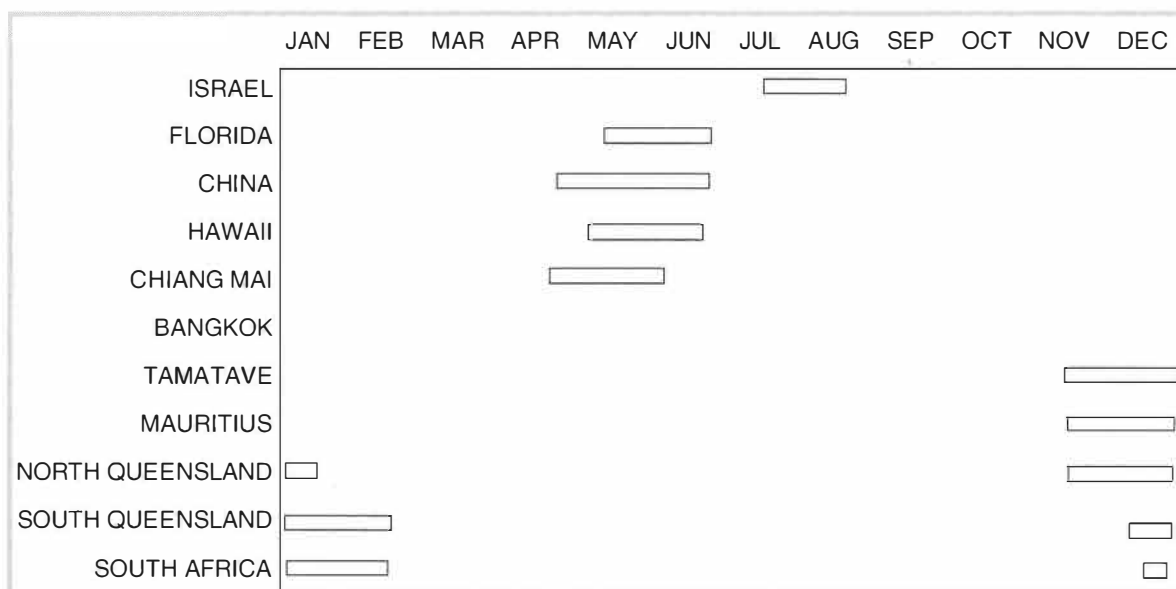 JAN FEB MAR APR MAY JUN JUL AUG SEP OCT NOV DEC
ISRAEL
FLORIDA
CHINA
HAWAII
CHIANG MAI
BANGKOK
TAMATAVE
MAURITIUS
NORTH QUEENSLAND
SOUTH QUEENSLAND
SOUTH AFRICA